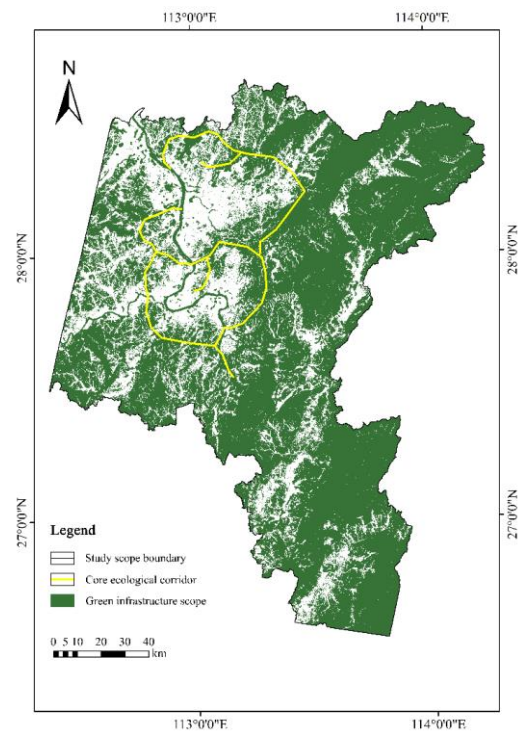 113°0'0"E 114°0'0"E
N
28°0'0"N 28°0'0"N
27°0'0"N 27°0'0"N
Legend
Study scope boundary
Core ecological corridor
Green infrastructure scope
0 5 10 20 30 40
km
113°0'0"E 114°0'0"E